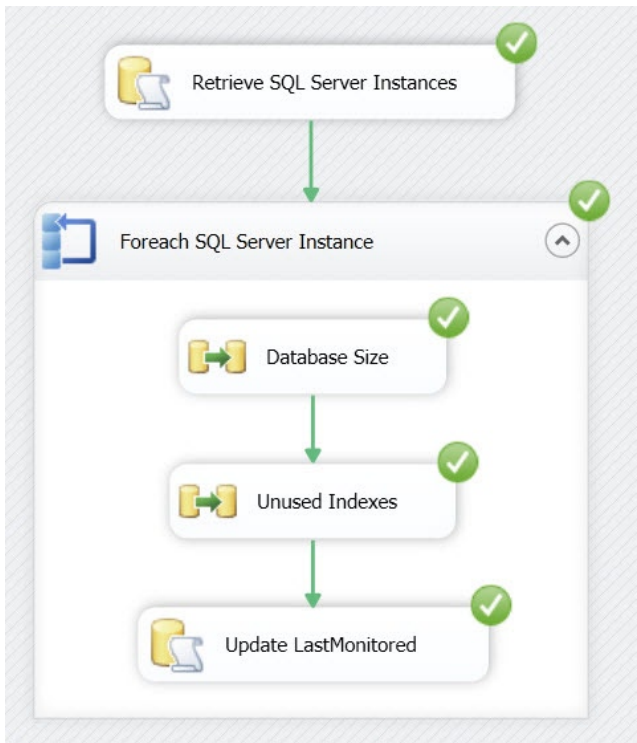 Retrieve SQL Server Instances
Foreach SQL Server Instance
Database Size
Unused Indexes
Update LastMonitored